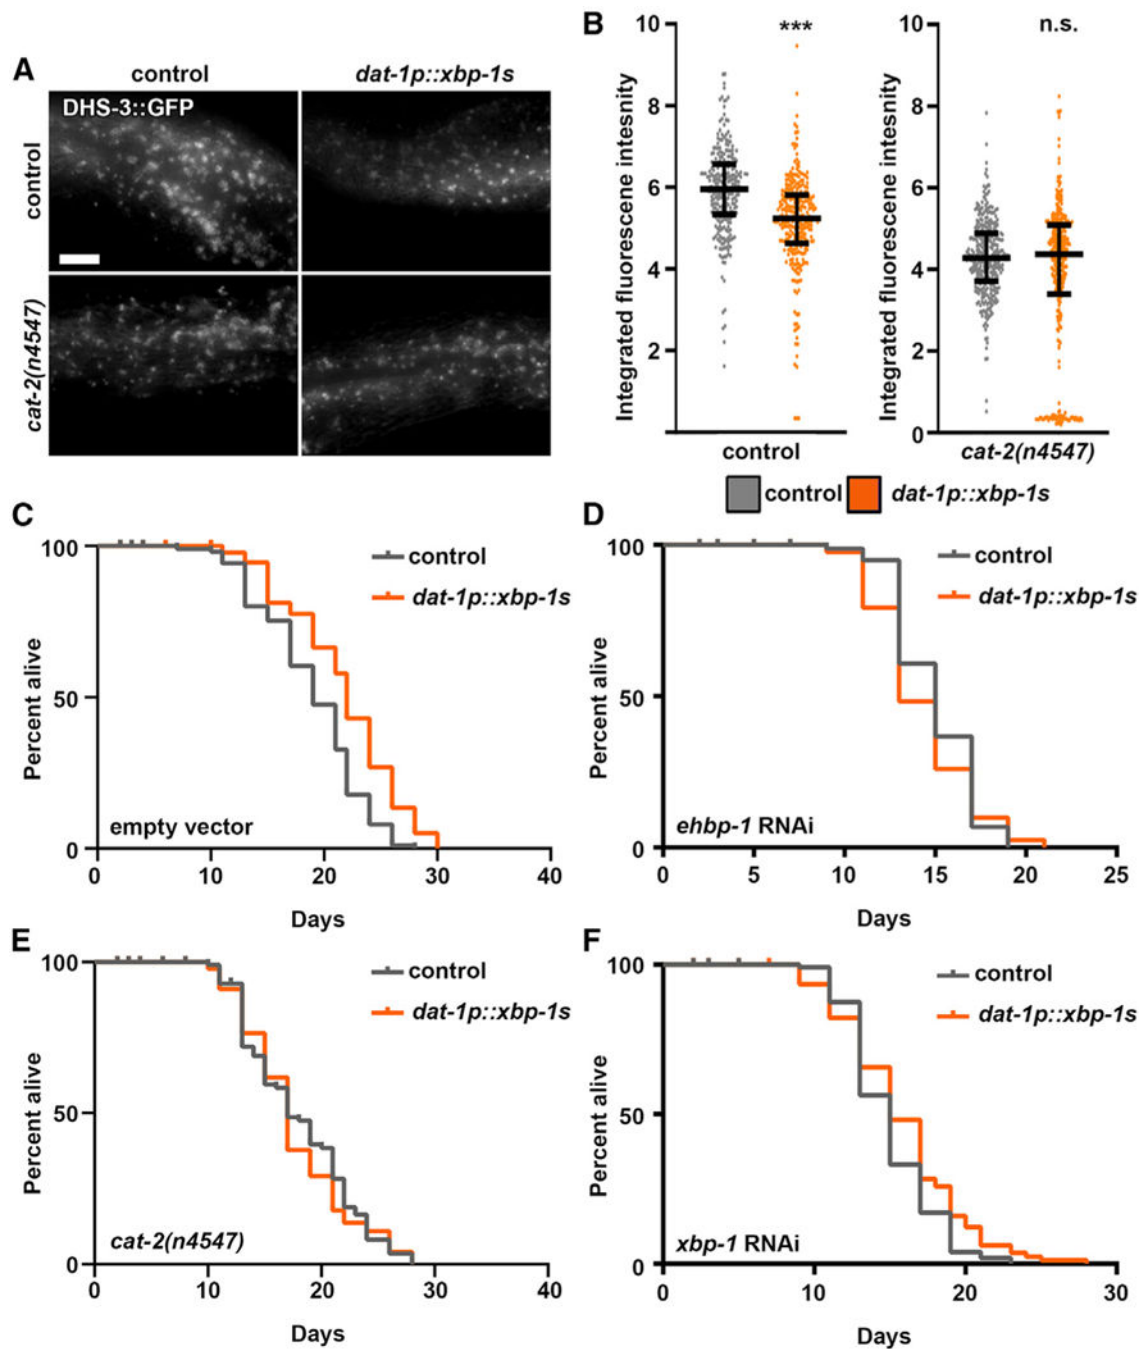 A
control
dat-1p::xbp-1s
DHS-3::GFP
control
cat-2(n4547)
B
Integrated fluorescene intesnity
10
8
6
4
2
***
control
Integrated fluorescene intesnity
10
8
6
4
2
0
n.s.
cat-2(n4547)
control dat-1p::xbp-1s
C
Percent alive
100
50
0
control
dat-1p::xbp-1s
empty vector
0 10 20 30 40
Days
D
Percent alive
100
50
0
control
dat-1p::xbp-1s
ehbp-1 RNAi
0 5 10 15 20 25
Days
E
Percent alive
100
50
0
control
dat-1p::xbp-1s
cat-2(n4547)
0 10 20 30 40
Days
F
Percent alive
100
50
0
control
dat-1p::xbp-1s
xbp-1 RNAi
0 10 20 30
Days